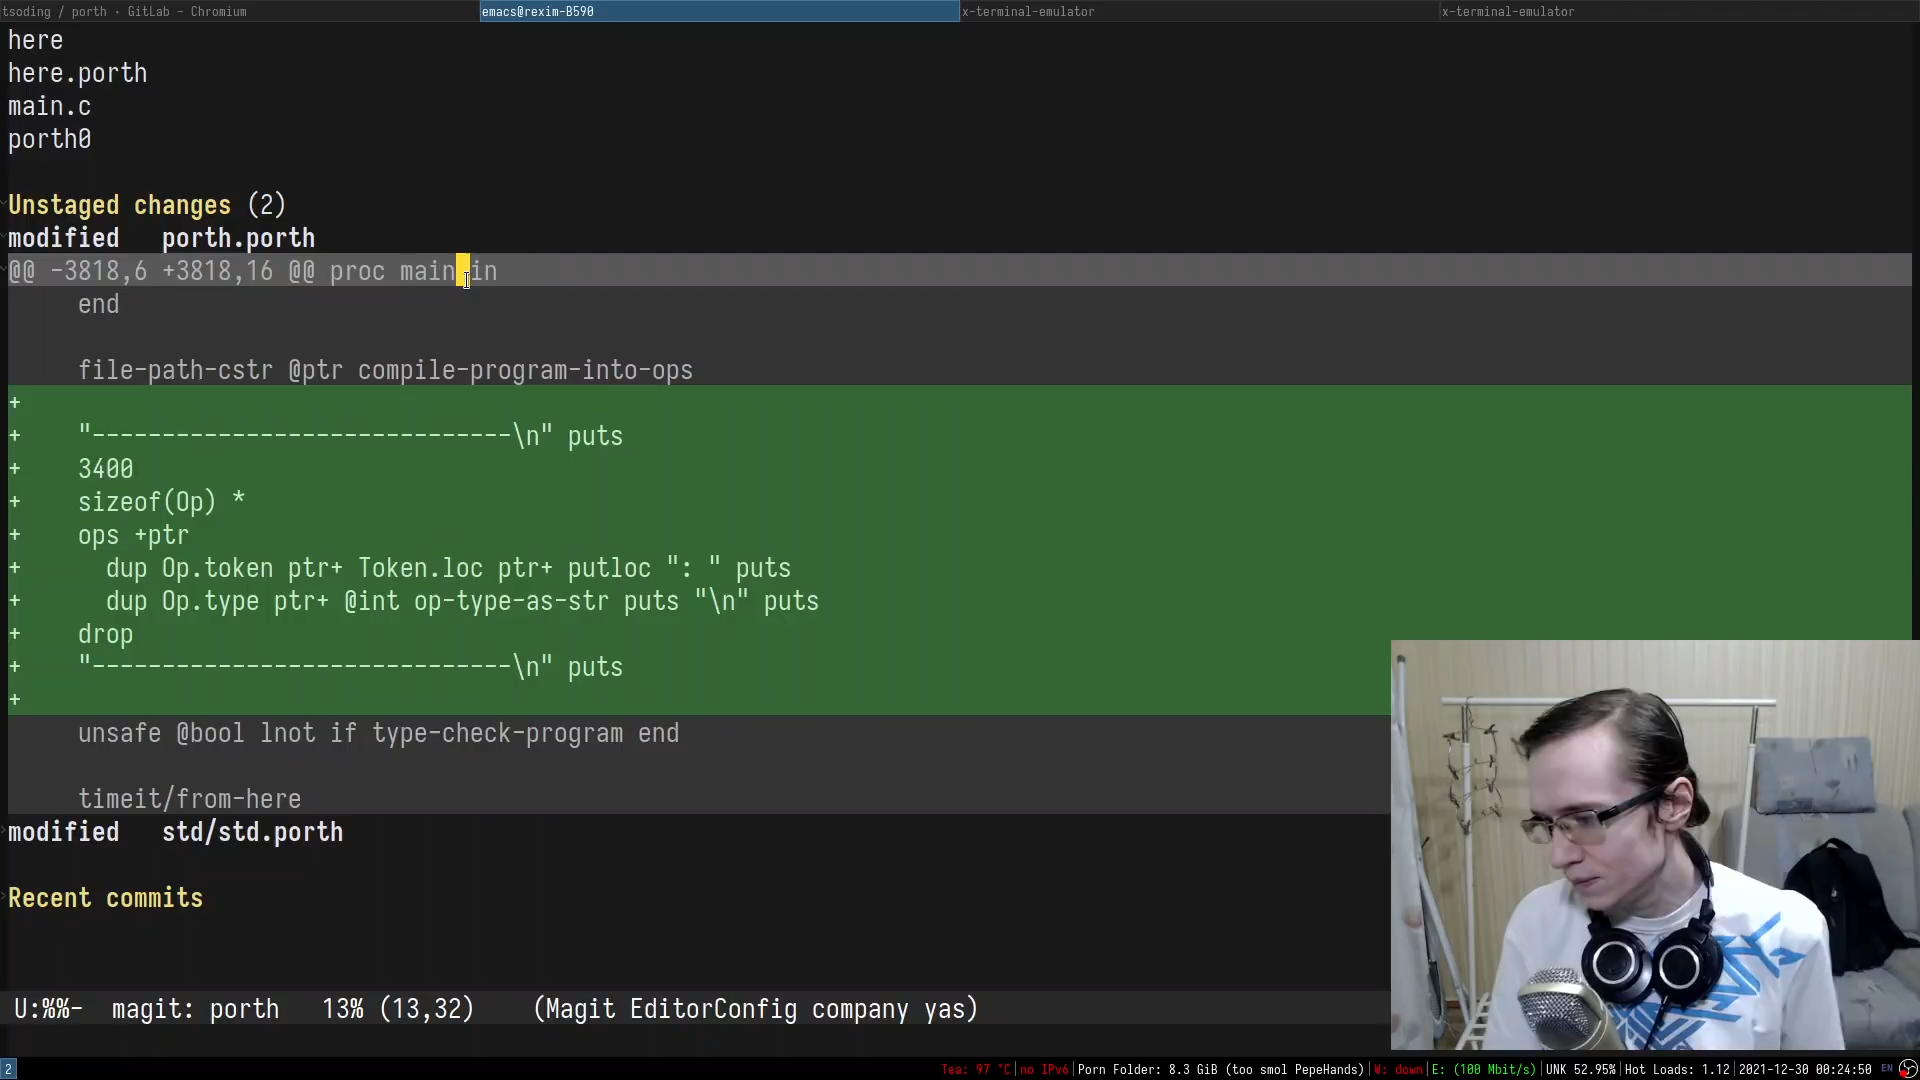 tsoding / porth · GitLab - Chromium
emacs@rexim-B590
x-terminal-emulator
x-terminal-emulator
here
here.porth
main.c
porth0
Unstaged changes (2)
modified   porth.porth
@@ -3818,6 +3818,16 @@ proc main in
end
file-path-cstr @ptr compile-program-into-ops
+
+    "------------------------------\n" puts
+    3400
+    sizeof(Op) *
+    ops +ptr
+      dup Op.token ptr+ Token.loc ptr+ putloc ": " puts
+      dup Op.type ptr+ @int op-type-as-str puts "\n" puts
+    drop
+    "------------------------------\n" puts
+
unsafe @bool lnot if type-check-program end
timeit/from-here
modified   std/std.porth
Recent commits
U:%%-  magit: porth   13% (13,32)    (Magit EditorConfig company yas)
2
Tea: 97 °C|no IPv6|Porn Folder: 8.3 GiB (too smol PepeHands)|W: down|E: (100 Mbit/s)|UNK 52.95%|Hot Loads: 1.12|2021-12-30 00:24:50 EN